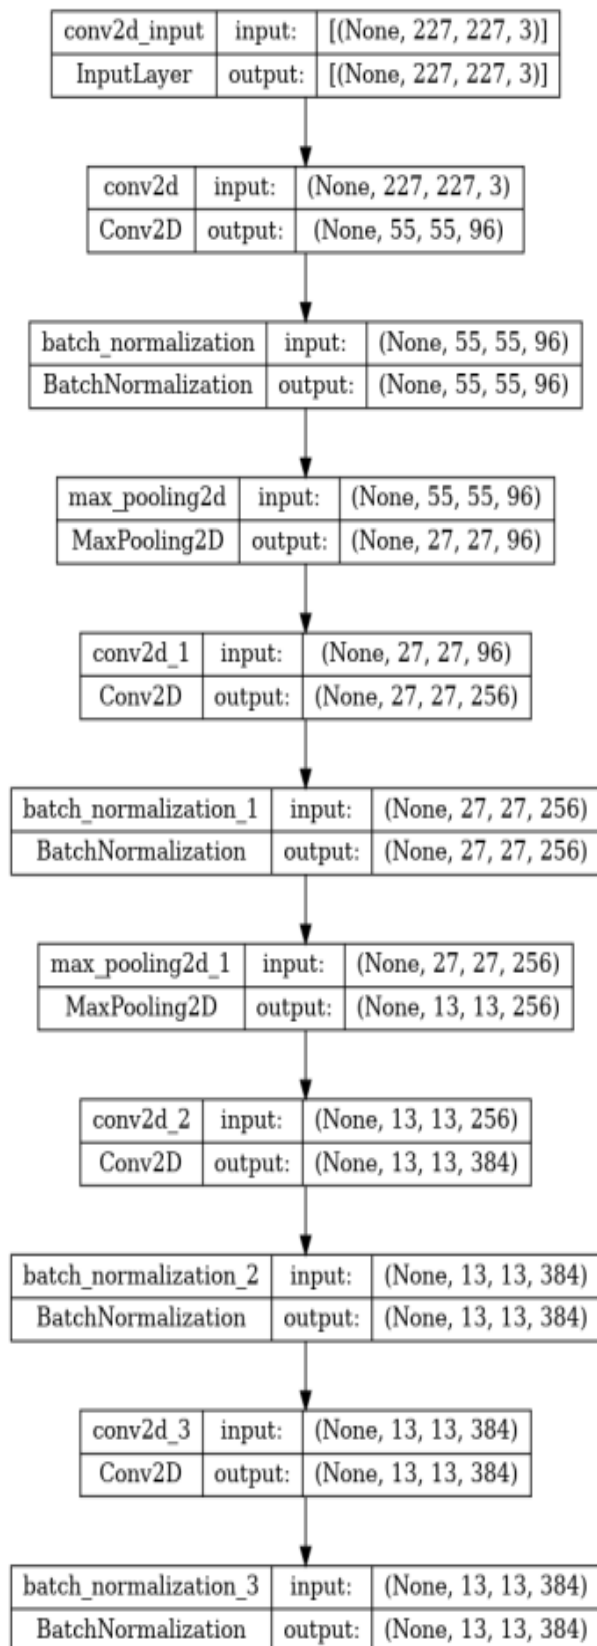 conv2d_input input: [(None, 227, 227, 3)]
InputLayer output: [(None, 227, 227, 3)]
conv2d input: (None, 227, 227, 3)
Conv2D output: (None, 55, 55, 96)
batch_normalization input: (None, 55, 55, 96)
BatchNormalization output: (None, 55, 55, 96)
max_pooling2d input: (None, 55, 55, 96)
MaxPooling2D output: (None, 27, 27, 96)
conv2d_1 input: (None, 27, 27, 96)
Conv2D output: (None, 27, 27, 256)
batch_normalization_1 input: (None, 27, 27, 256)
BatchNormalization output: (None, 27, 27, 256)
max_pooling2d_1 input: (None, 27, 27, 256)
MaxPooling2D output: (None, 13, 13, 256)
conv2d_2 input: (None, 13, 13, 256)
Conv2D output: (None, 13, 13, 384)
batch_normalization_2 input: (None, 13, 13, 384)
BatchNormalization output: (None, 13, 13, 384)
conv2d_3 input: (None, 13, 13, 384)
Conv2D output: (None, 13, 13, 384)
batch_normalization_3 input: (None, 13, 13, 384)
BatchNormalization output: (None, 13, 13, 384)